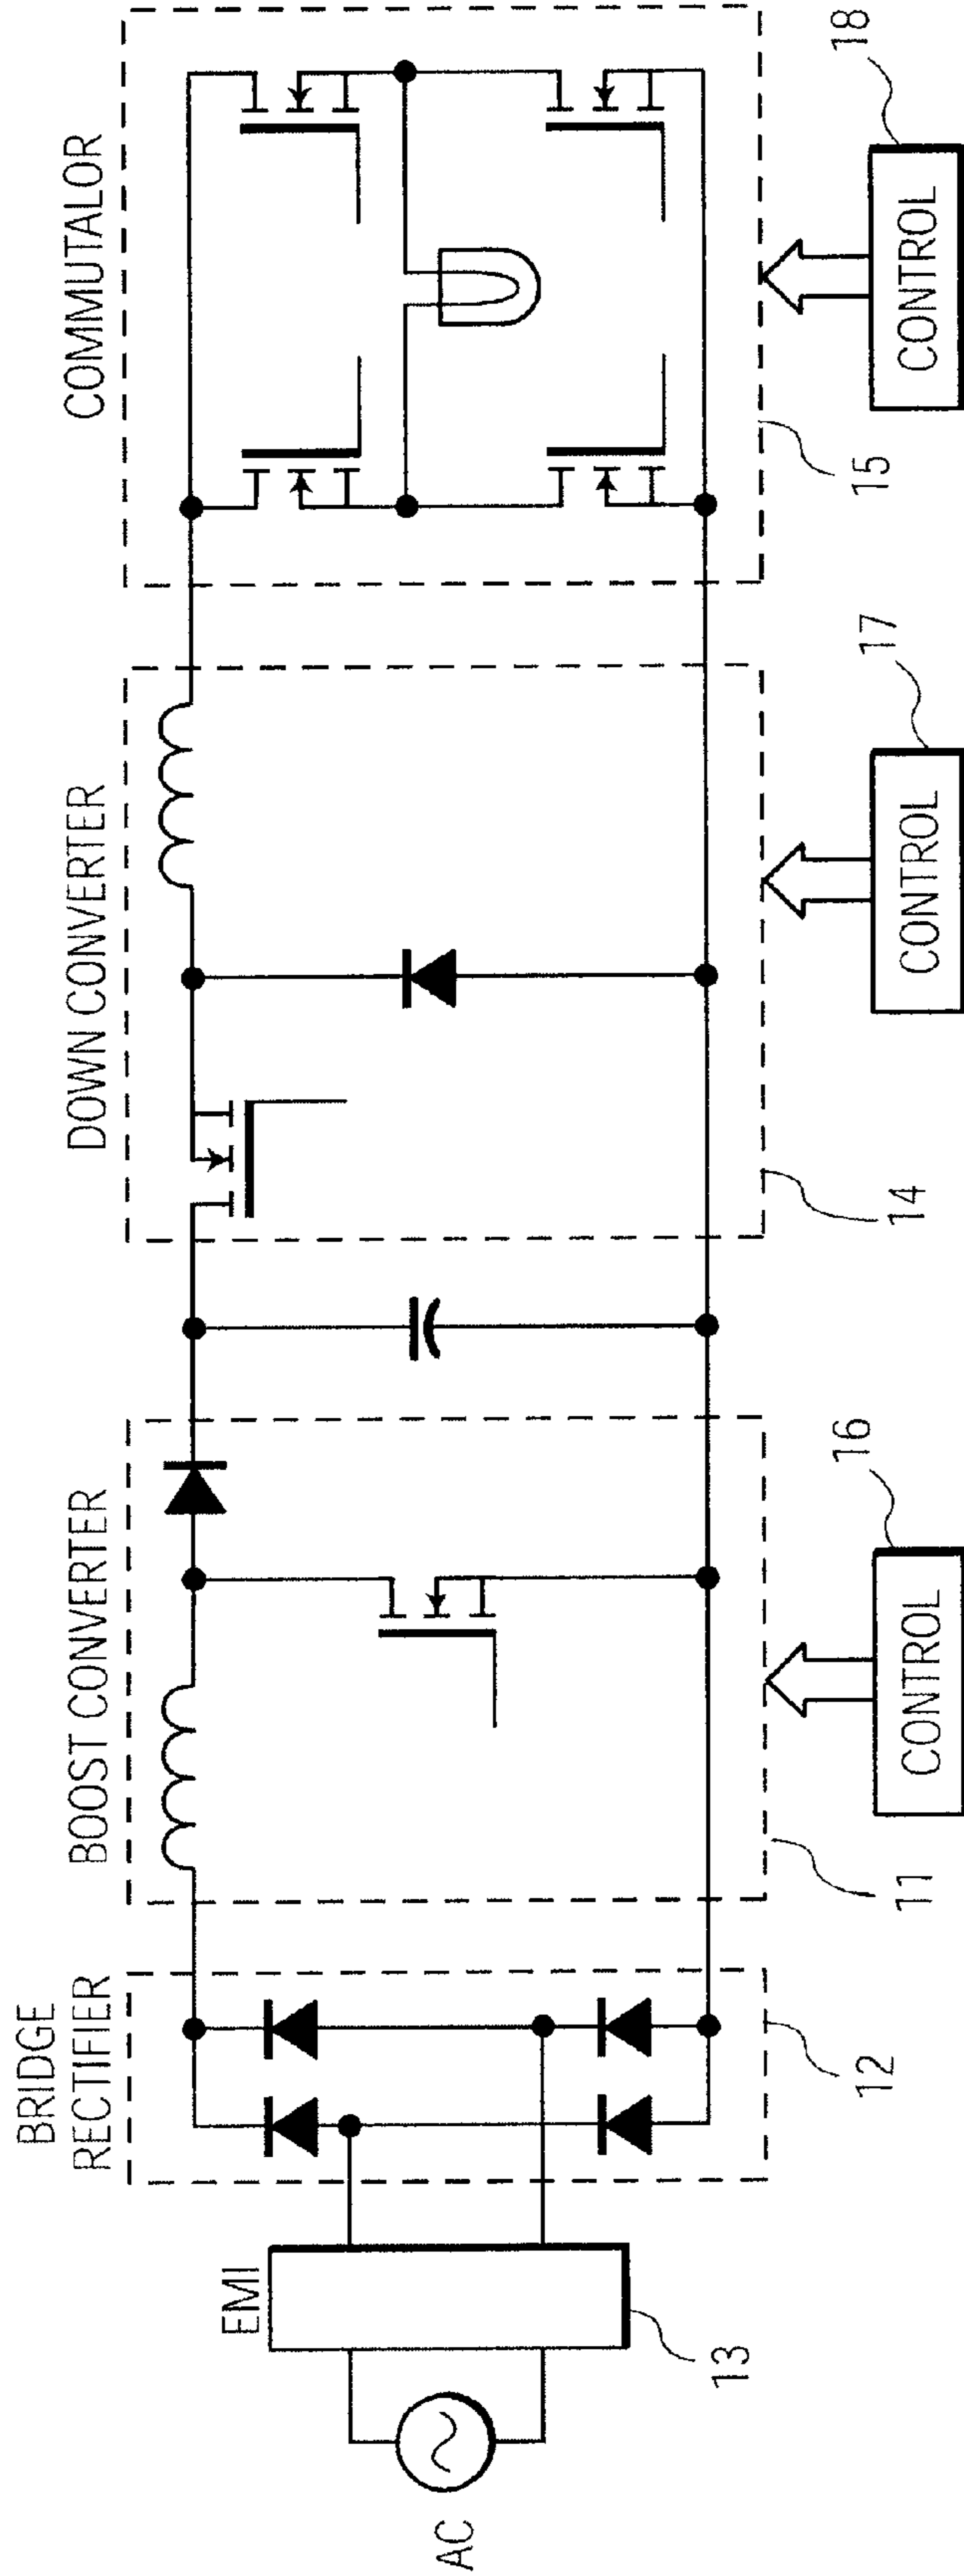 BRIDGE
RECTIFIER
BOOST CONVERTER
DOWN CONVERTER
COMMUTALOR
EMI
AC
13
12
11
14
15
16
17
18
CONTROL
CONTROL
CONTROL